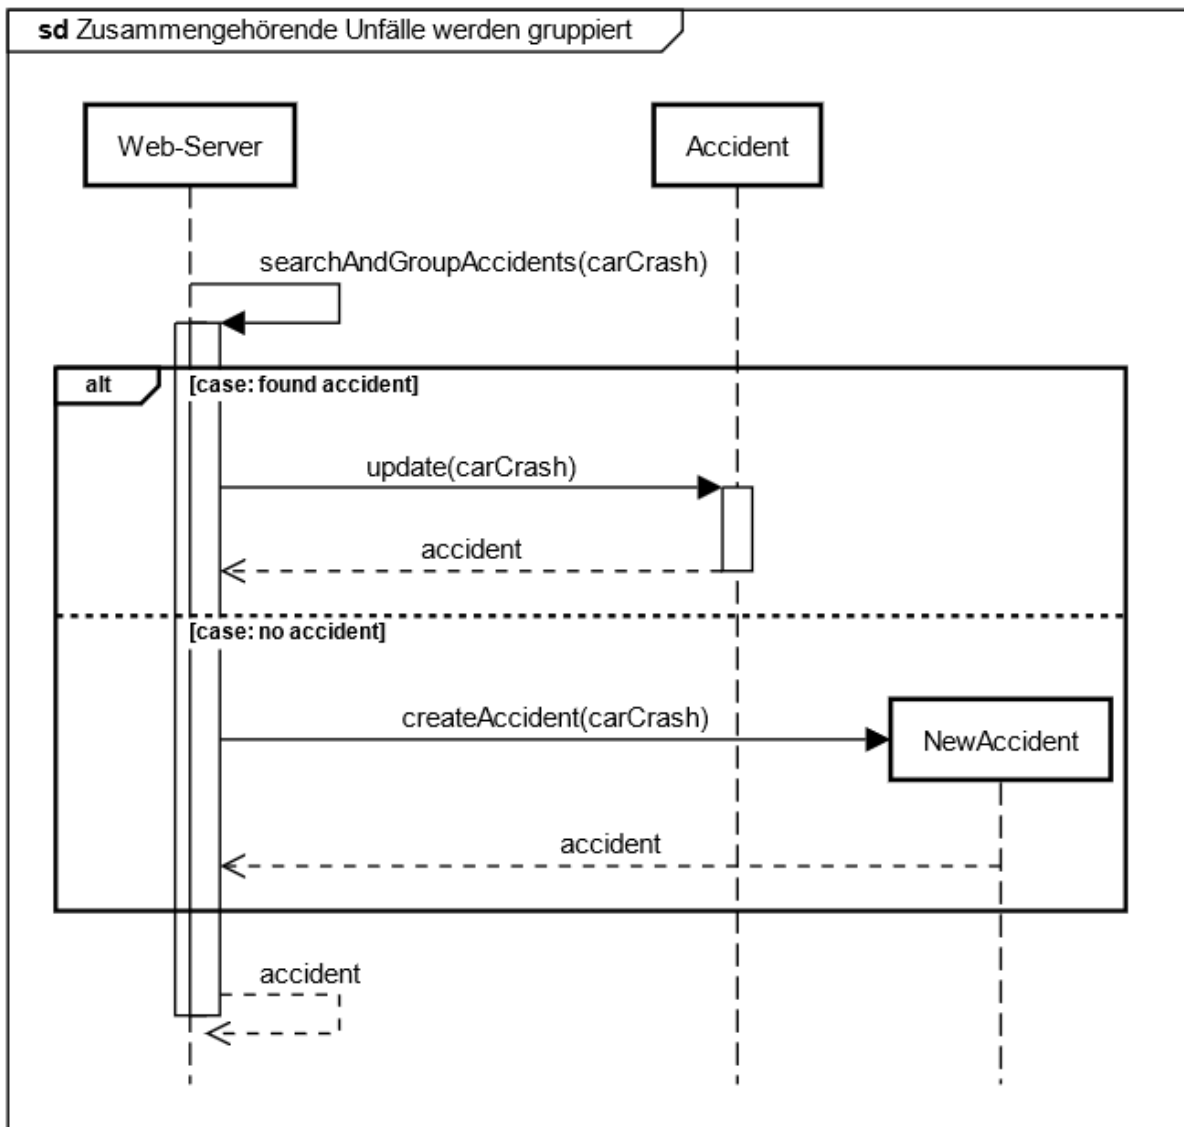 sd Zusammengehörende Unfälle werden gruppiert
Web-Server
Accident
searchAndGroupAccidents(carCrash)
alt
[case: found accident]
update(carCrash)
accident
[case: no accident]
createAccident(carCrash)
NewAccident
accident
accident